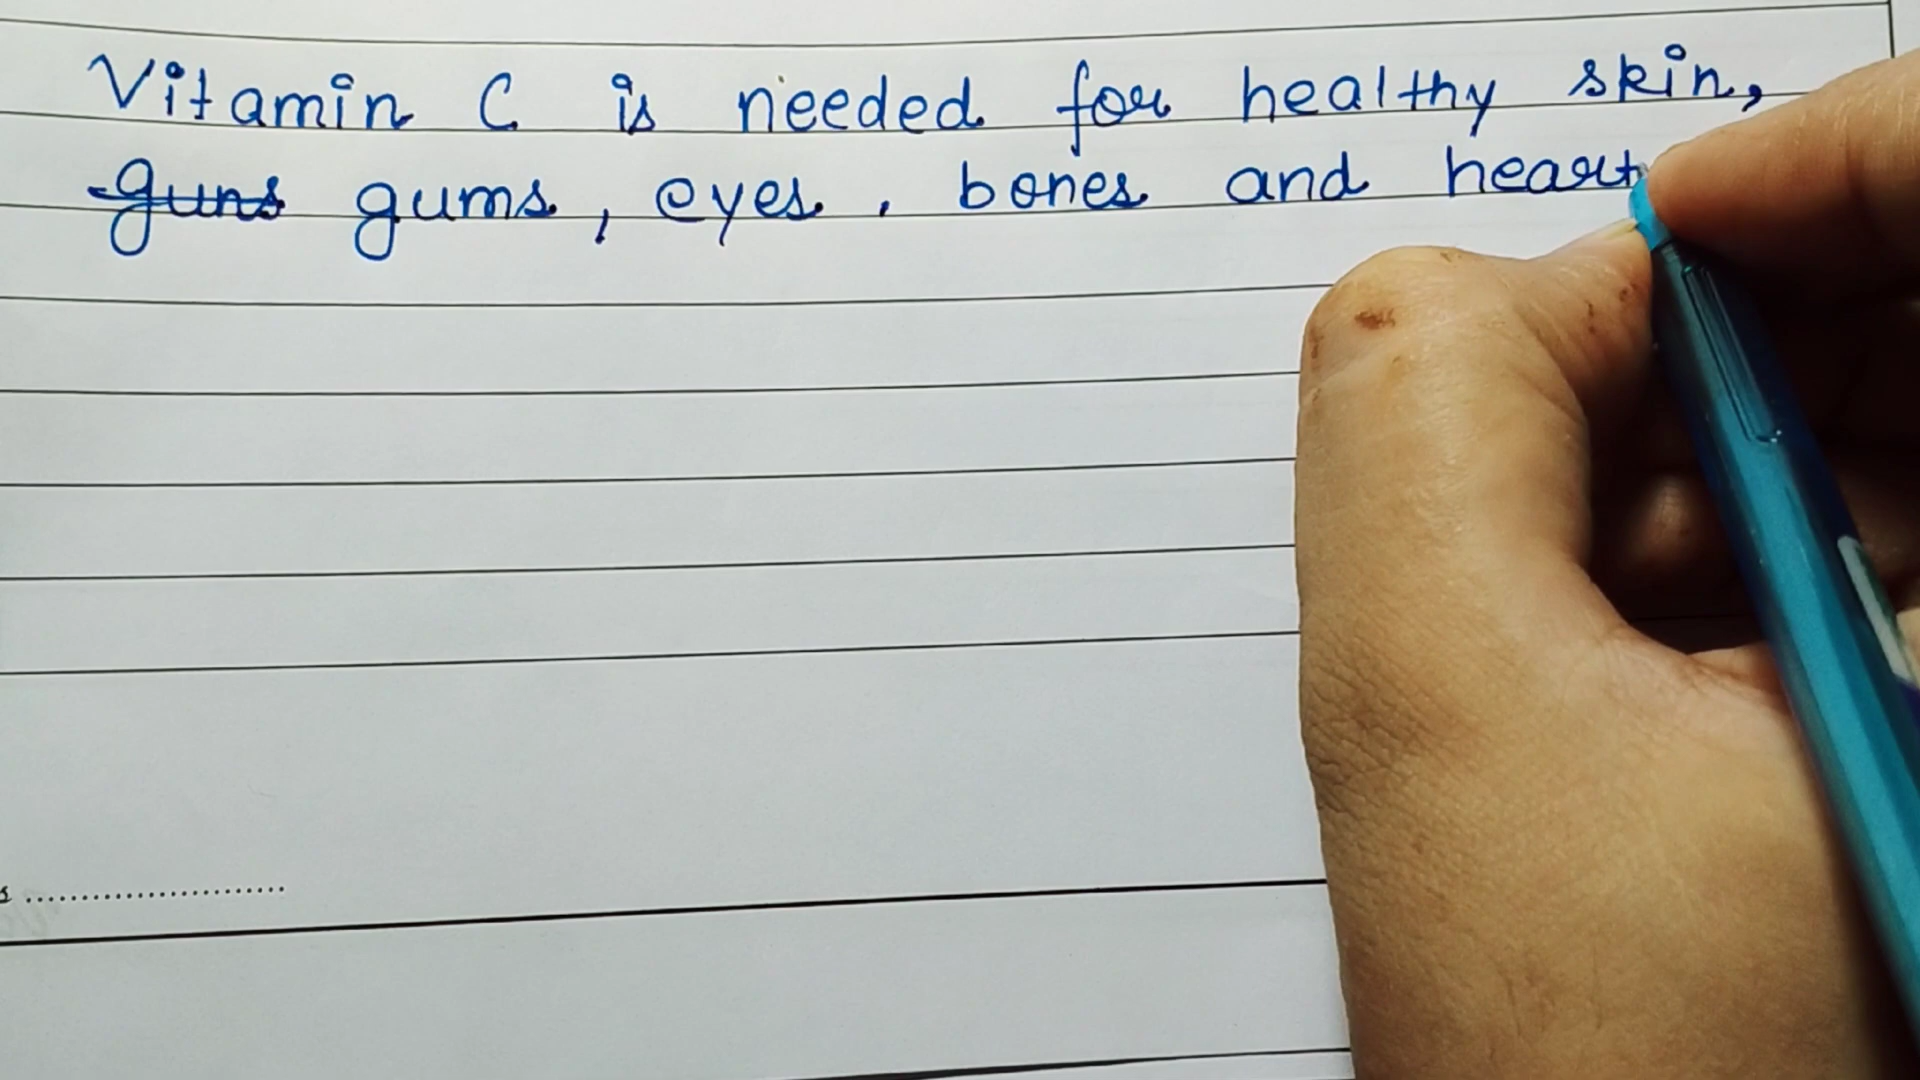 Vitamin C is needed for healthy skin,
guns gums, eyes, bones and heart
s ......................